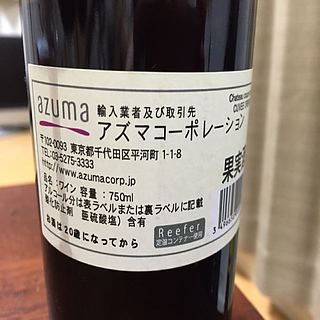 azuma
輸入業者及び取引先
アズマコーポレーション
〒102-0093 東京都千代田区平河町 1-1-8
TEL.03-5275-3333
http://www.azumacorp.jp
品名:ワイン 容量:750ml
アルコール分は表ラベルまたは裏ラベルに記載
酸化防止剤 亜硫酸塩) 含有
お酒は20歳になってから
Reefer
定温コンテナー使用
Chateau
果実